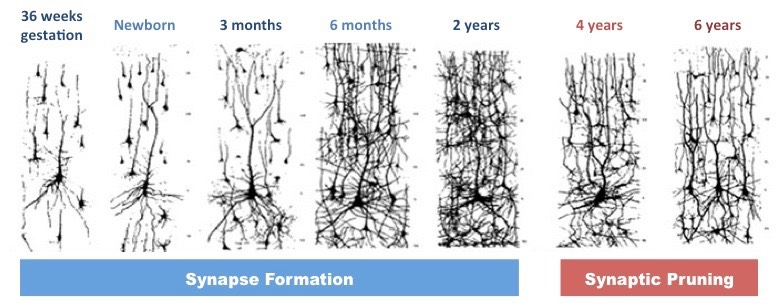 36 weeks
gestation
Newborn
3 months
6 months
2 years
4 years
6 years
Synapse Formation
Synaptic Pruning